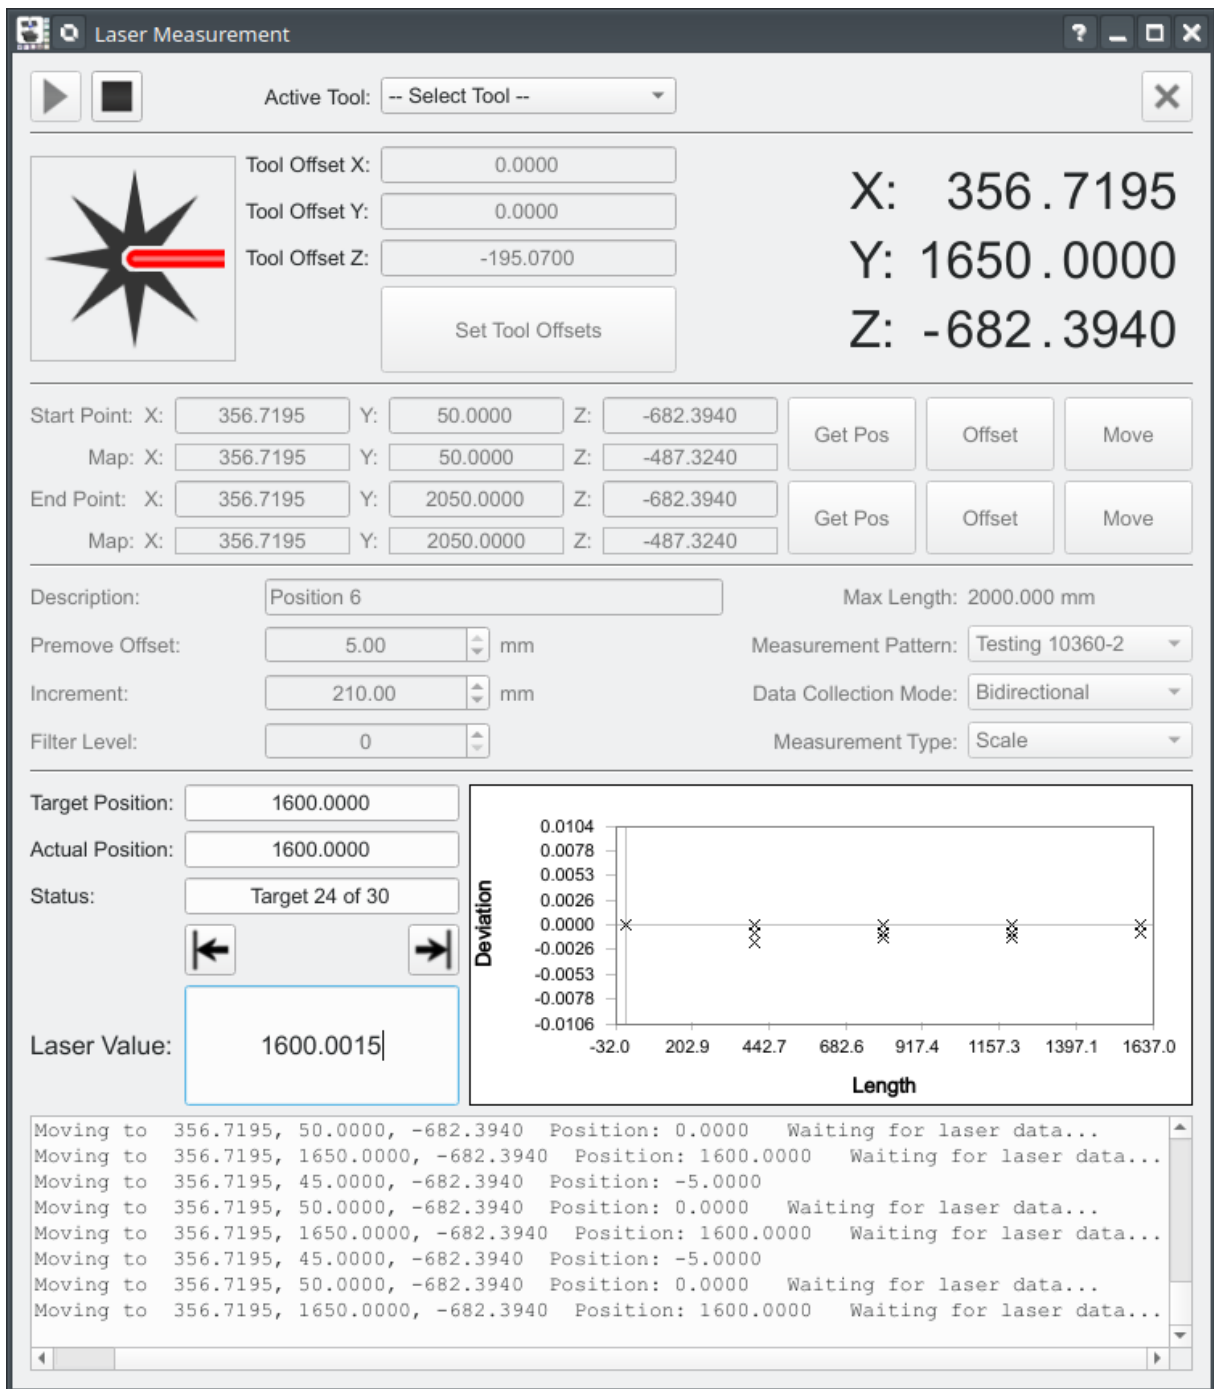 Laser Measurement
Active Tool: -- Select Tool --
Tool Offset X: 0.0000
Tool Offset Y: 0.0000
Tool Offset Z: -195.0700
Set Tool Offsets
X: 356.7195
Y: 1650.0000
Z: -682.3940
Start Point: X: 356.7195 Y: 50.0000 Z: -682.3940 Get Pos Offset Move
Map: X: 356.7195 Y: 50.0000 Z: -487.3240
End Point: X: 356.7195 Y: 2050.0000 Z: -682.3940 Get Pos Offset Move
Map: X: 356.7195 Y: 2050.0000 Z: -487.3240
Description: Position 6 Max Length: 2000.000 mm
Premove Offset: 5.00 mm Measurement Pattern: Testing 10360-2
Increment: 210.00 mm Data Collection Mode: Bidirectional
Filter Level: 0 Measurement Type: Scale
Target Position: 1600.0000
Actual Position: 1600.0000
Status: Target 24 of 30
Laser Value: 1600.0015
Deviation
0.0104
0.0078
0.0053
0.0026
0.0000
-0.0026
-0.0053
-0.0078
-0.0106
-32.0 202.9 442.7 682.6 917.4 1157.3 1397.1 1637.0
Length
Moving to 356.7195, 50.0000, -682.3940 Position: 0.0000 Waiting for laser data...
Moving to 356.7195, 1650.0000, -682.3940 Position: 1600.0000 Waiting for laser data...
Moving to 356.7195, 45.0000, -682.3940 Position: -5.0000
Moving to 356.7195, 50.0000, -682.3940 Position: 0.0000 Waiting for laser data...
Moving to 356.7195, 1650.0000, -682.3940 Position: 1600.0000 Waiting for laser data...
Moving to 356.7195, 45.0000, -682.3940 Position: -5.0000
Moving to 356.7195, 50.0000, -682.3940 Position: 0.0000 Waiting for laser data...
Moving to 356.7195, 1650.0000, -682.3940 Position: 1600.0000 Waiting for laser data...